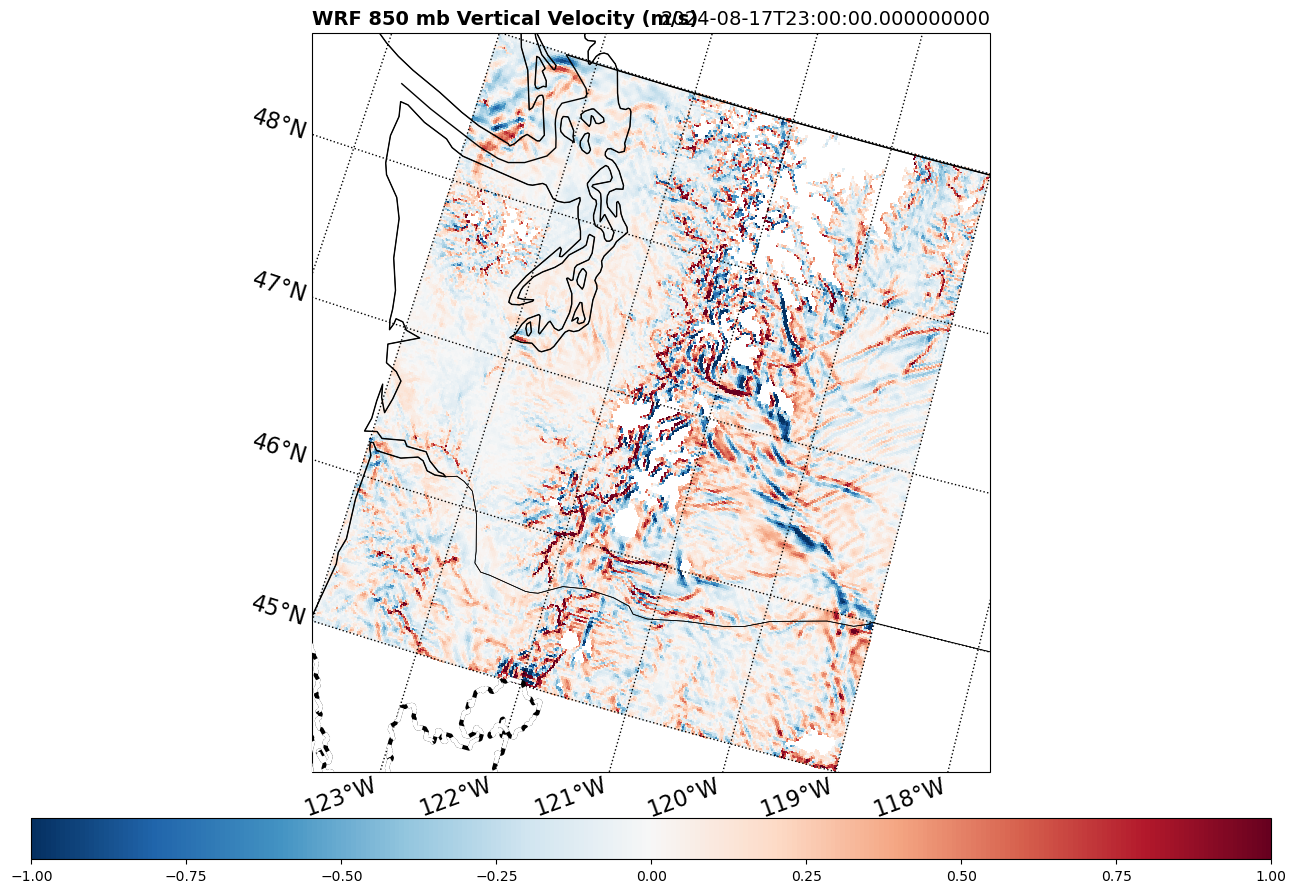 WRF 850 mb Vertical Velocity (m/s)
2024-08-17T23:00:00.000000000
48°N
47°N
46°N
45°N
123°W 122°W 121°W 120°W 119°W 118°W
−1.00 −0.75 −0.50 −0.25 0.00 0.25 0.50 0.75 1.00